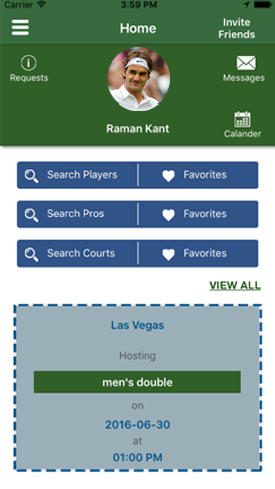 Carrier 3:59 PM
Home
Invite
Friends
Requests
Messages
Raman Kant
Calander
Search Players Favorites
Search Pros Favorites
Search Courts Favorites
VIEW ALL
Las Vegas
Hosting
men's double
on
2016-06-30
at
01:00 PM